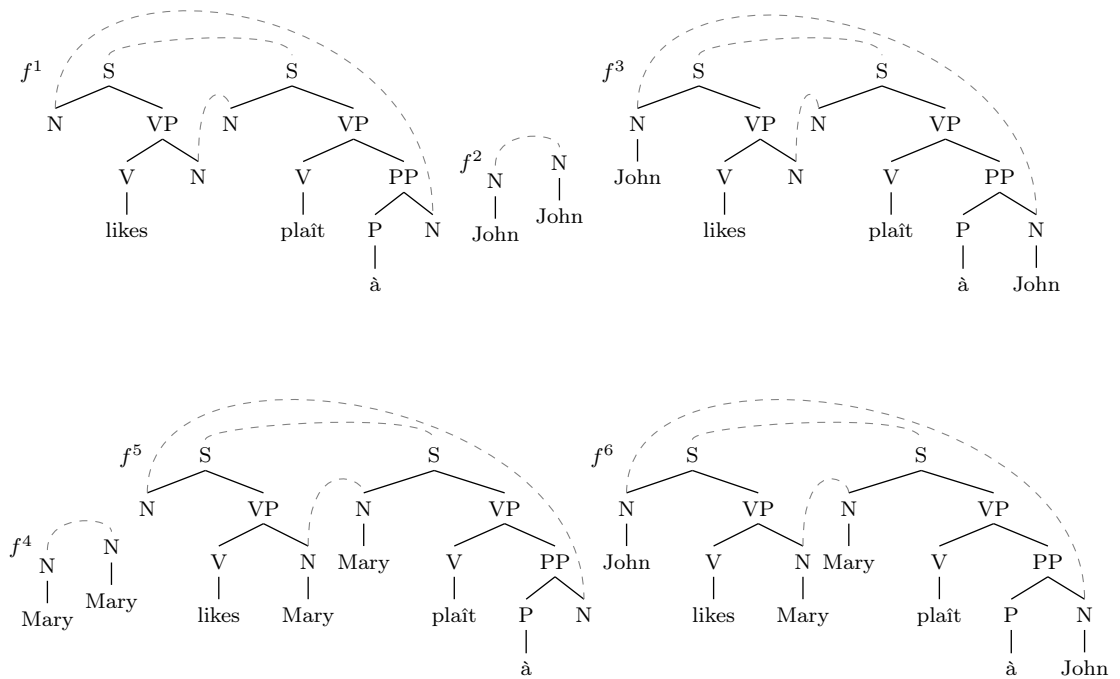 f¹ S S f³ S S
N VP N VP N VP N VP
V N V PP f² N N John V N V PP
likes plaît P N John John likes plaît P N
à à John
f⁵ S S f⁶ S S
N VP N VP N VP N VP
f⁴ N N V N Mary V PP John V N Mary V PP
Mary Mary likes Mary plaît P N likes Mary plaît P N
à à John